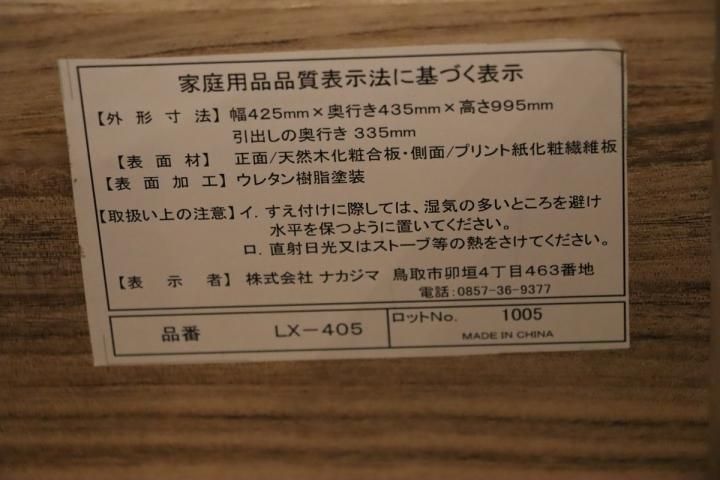 家庭用品品質表示法に基づく表示
【外形寸法】幅425mm×奥行き435mm×高さ995mm
引出しの奥行き 335mm
【表面材】 正面/天然木化粧合板・側面/プリント紙化粧繊維板
【表面加工】ウレタン樹脂塗装
【取扱い上の注意】イ. すえ付けに際しては、湿気の多いところを避け
水平を保つように置いてください。
ロ. 直射日光又はストーブ等の熱をさけてください。
【表示者】 株式会社 ナカジマ 鳥取市卯垣4丁目463番地
電話:0857-36-9377
品番 LX-405
ロットNo. 1005
MADE IN CHINA